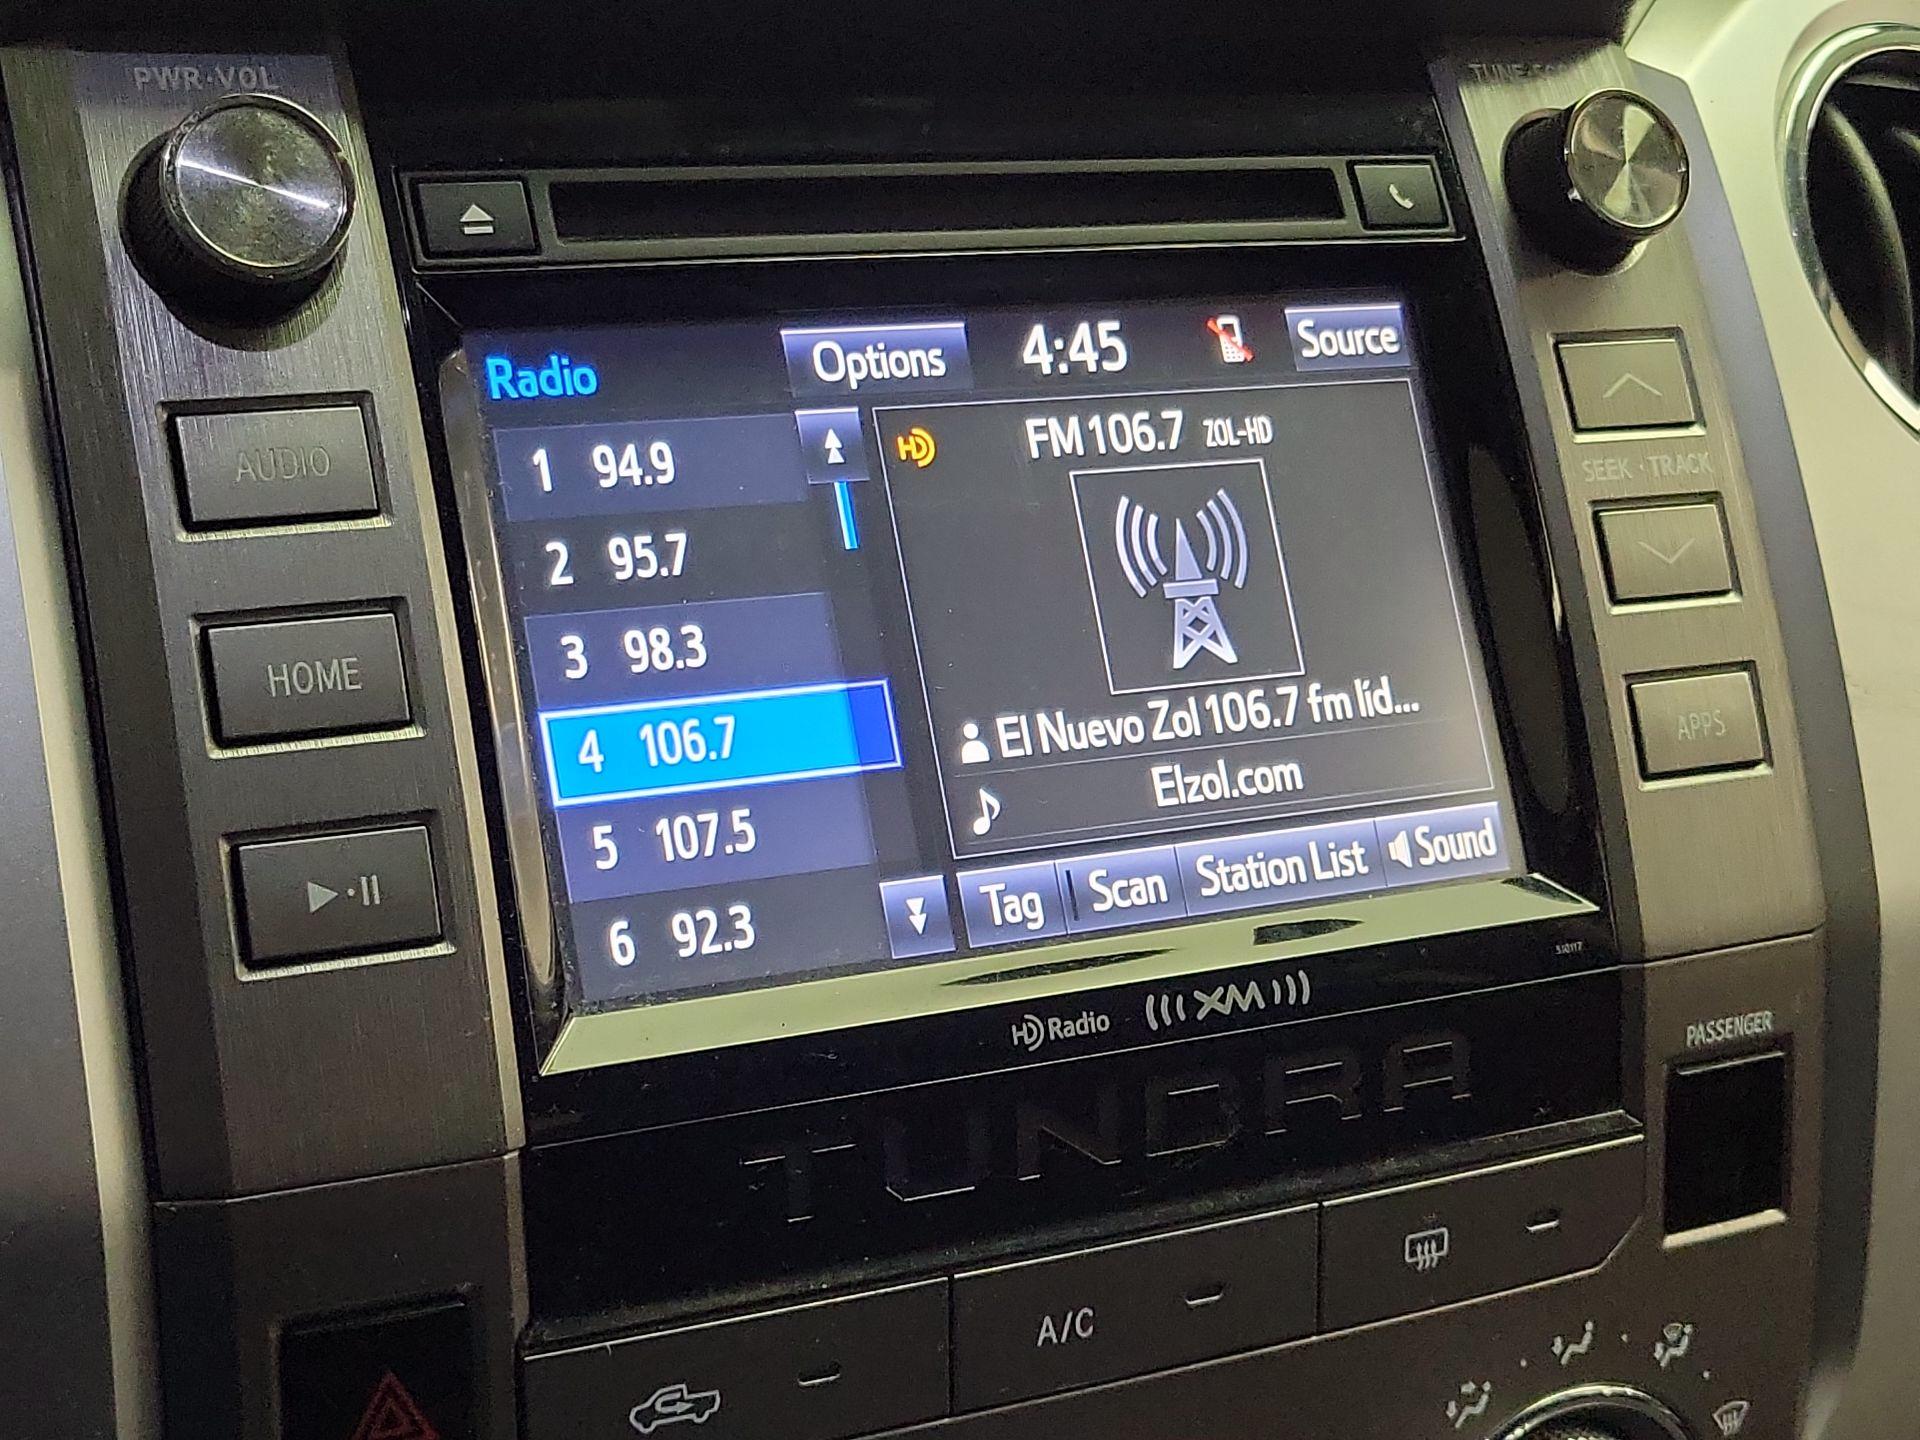 PWR·VOL
AUDIO
HOME
SEEK · TRACK
APPS
PASSENGER
Radio
Options
4:45
Source
1 94.9
2 95.7
3 98.3
4 106.7
5 107.5
6 92.3
HD
FM 106.7 ZOL-HD
El Nuevo Zol 106.7 fm líd...
Elzol.com
Tag
Scan
Station List
Sound
510117
HD Radio
XM
TUNDRA
A/C